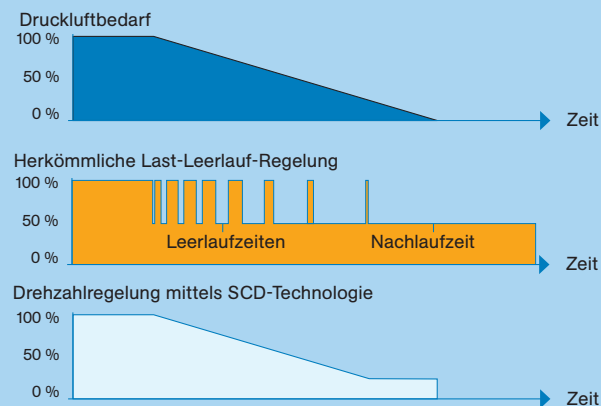 Druckluftbedarf
100 %
50 %
0 %
Zeit
Herkömmliche Last-Leerlauf-Regelung
100 %
50 %
Leerlaufzeiten Nachlaufzeit
0 %
Zeit
Drehzahlregelung mittels SCD-Technologie
100 %
50 %
0 %
Zeit